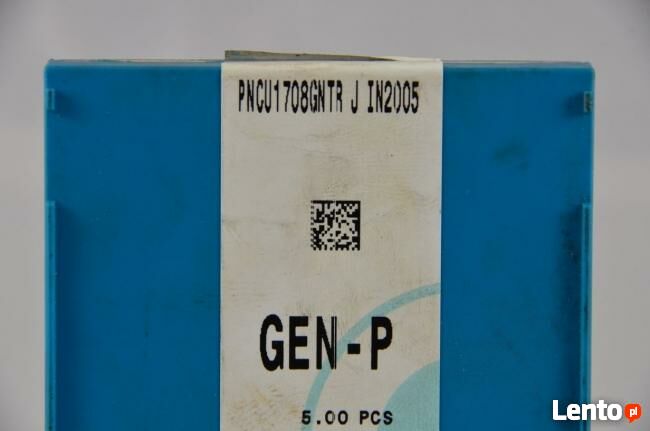 PNCU1708GNTR J IN2005
GEN-P
5.00 PCS
Lento.pl